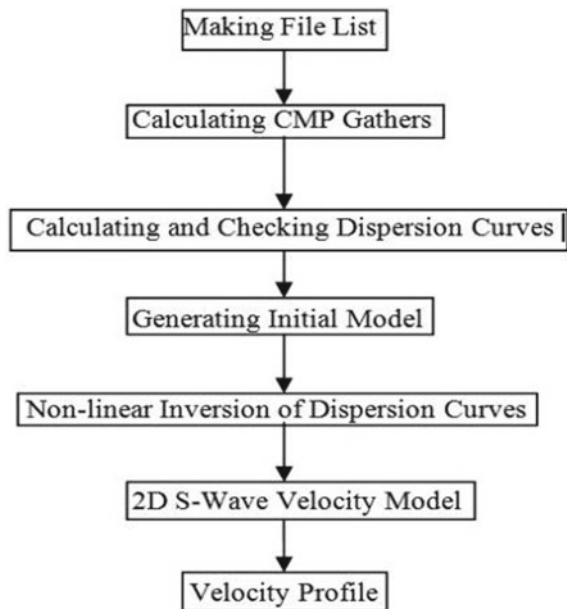 Making File List
Calculating CMP Gathers
Calculating and Checking Dispersion Curves
Generating Initial Model
Non-linear Inversion of Dispersion Curves
2D S-Wave Velocity Model
Velocity Profile